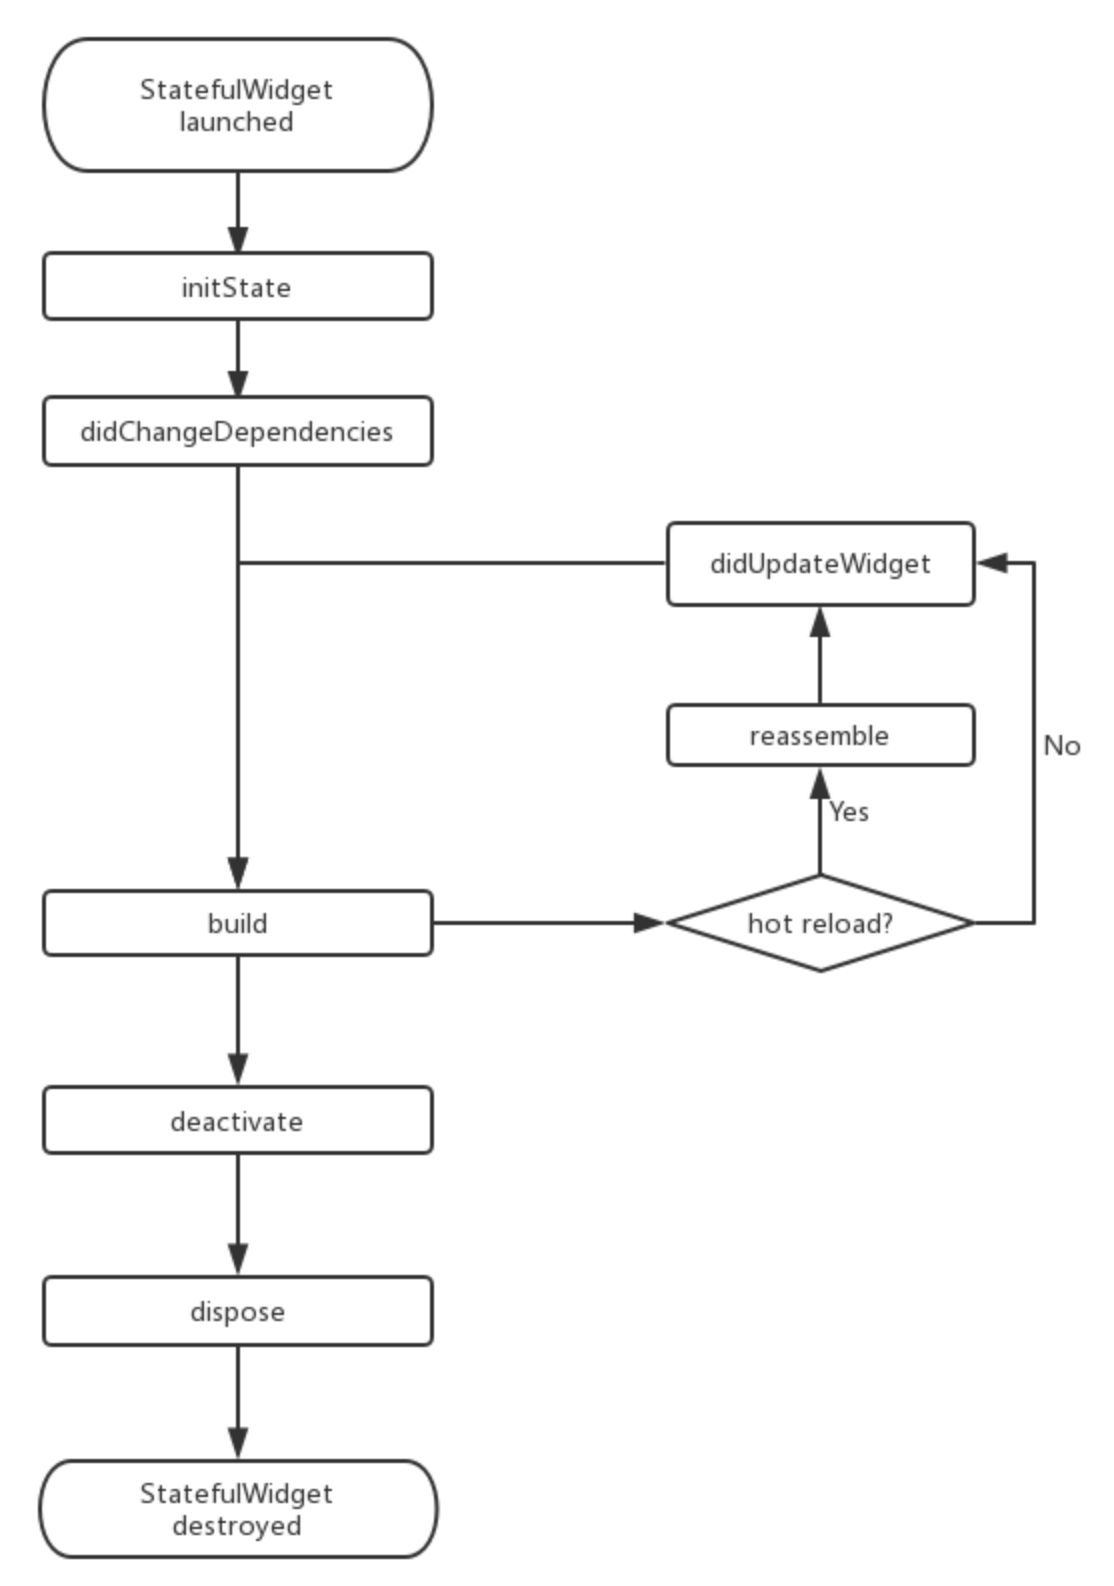 StatefulWidget
launched
initState
didChangeDependencies
didUpdateWidget
reassemble
No
Yes
build
hot reload?
deactivate
dispose
StatefulWidget
destroyed